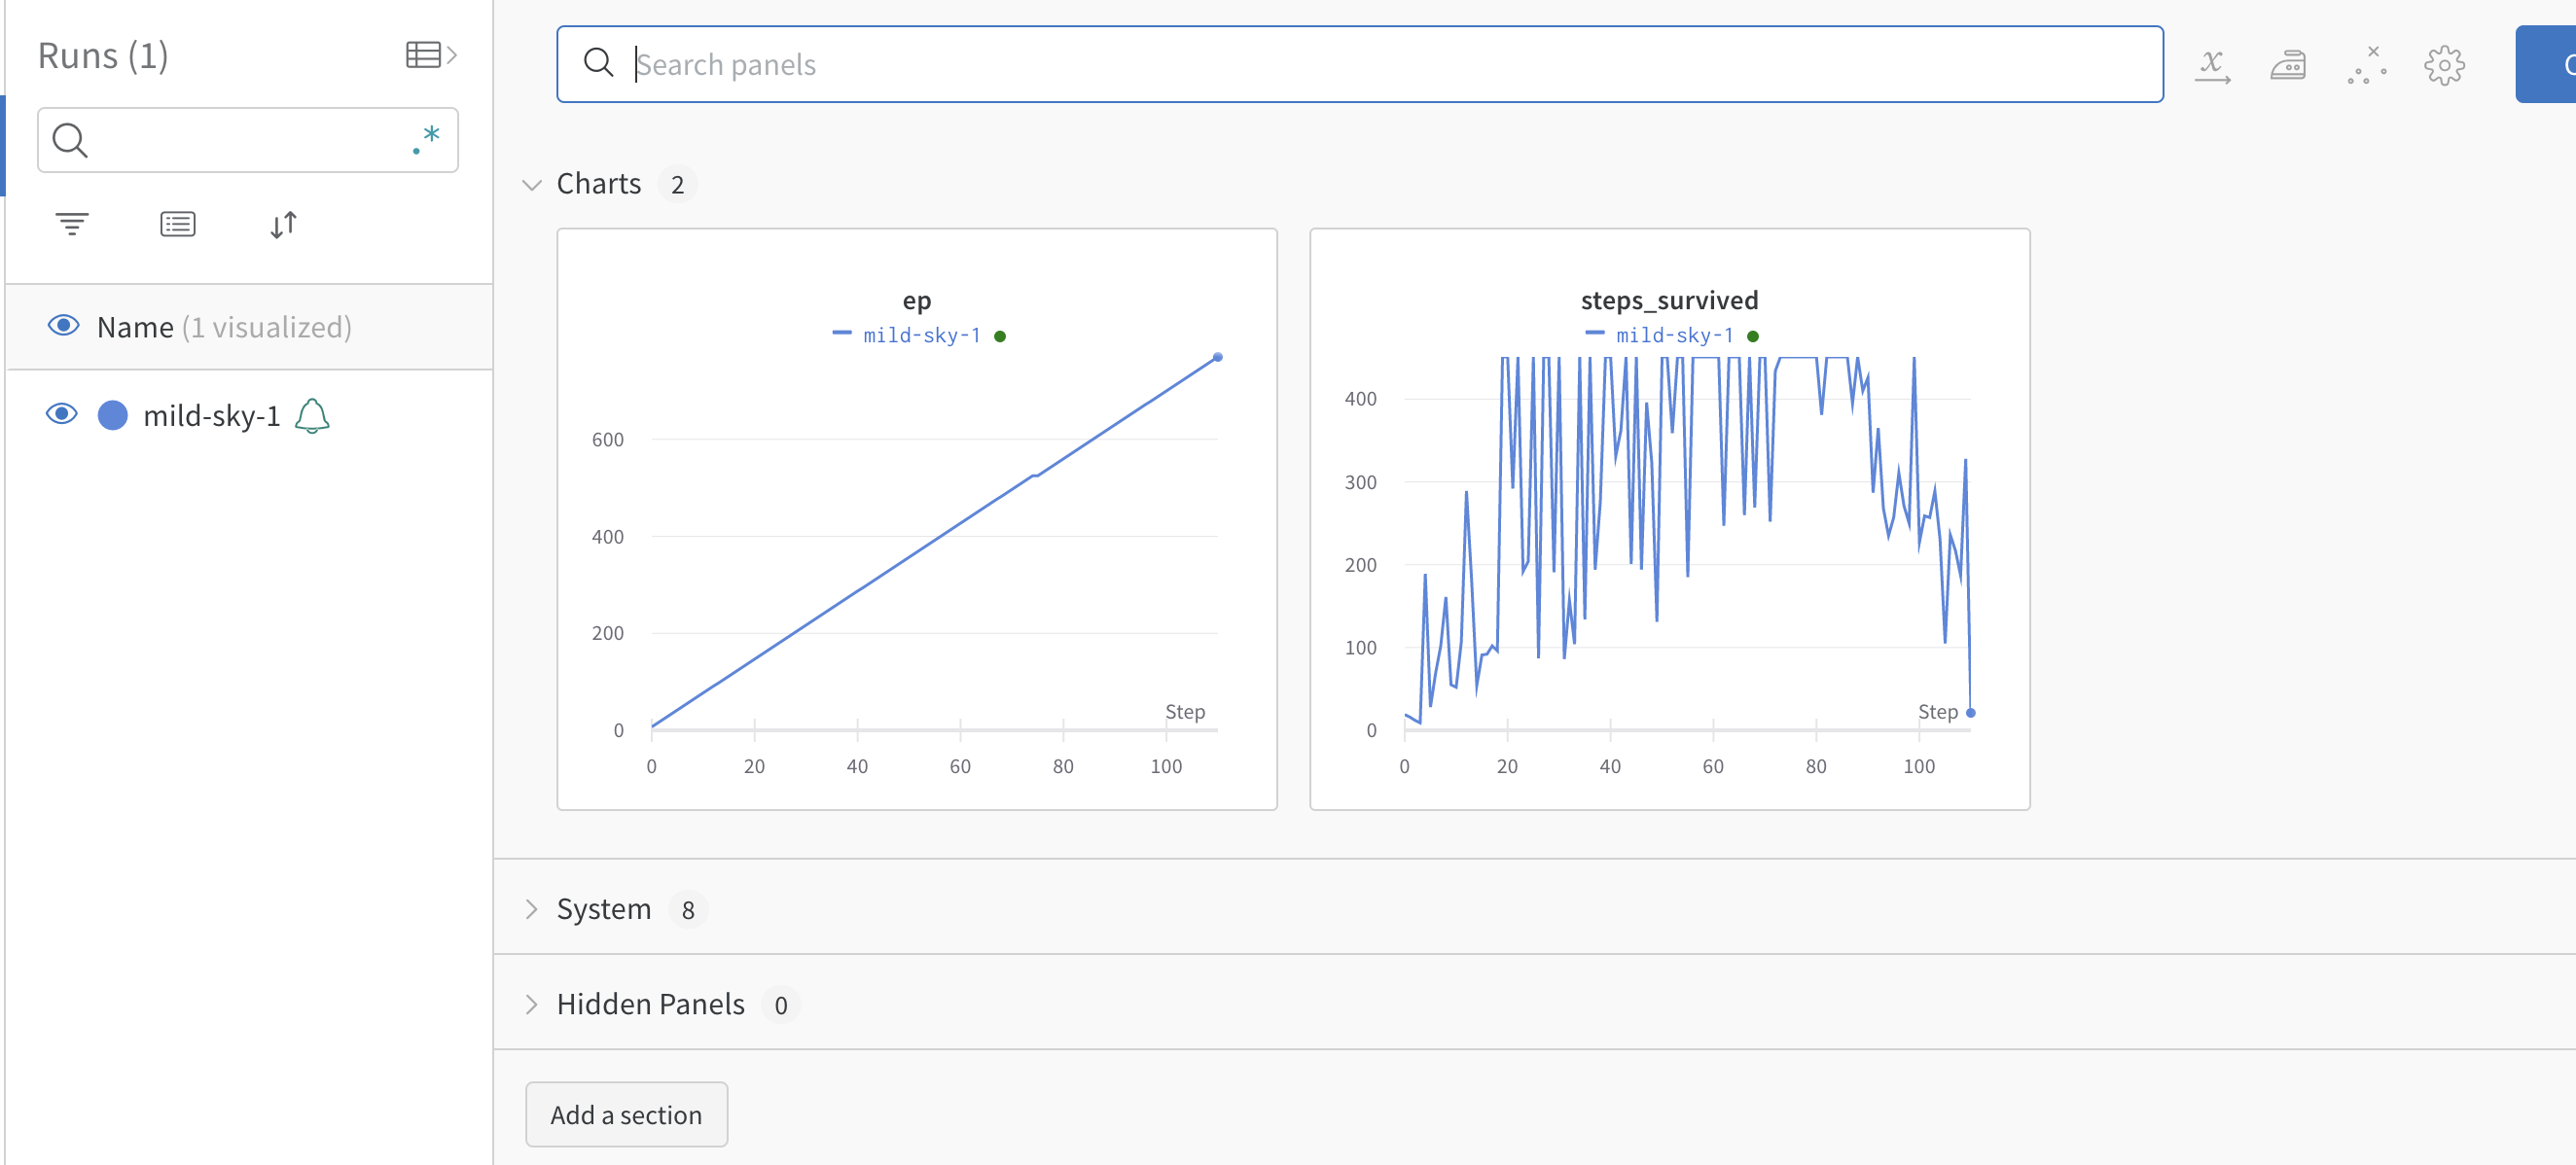 Runs (1)
Search panels
.*
Charts 2
Name (1 visualized)
mild-sky-1
ep
mild-sky-1
600
400
200
0
Step
0 20 40 60 80 100
steps_survived
mild-sky-1
400
300
200
100
0
Step
0 20 40 60 80 100
System 8
Hidden Panels 0
Add a section